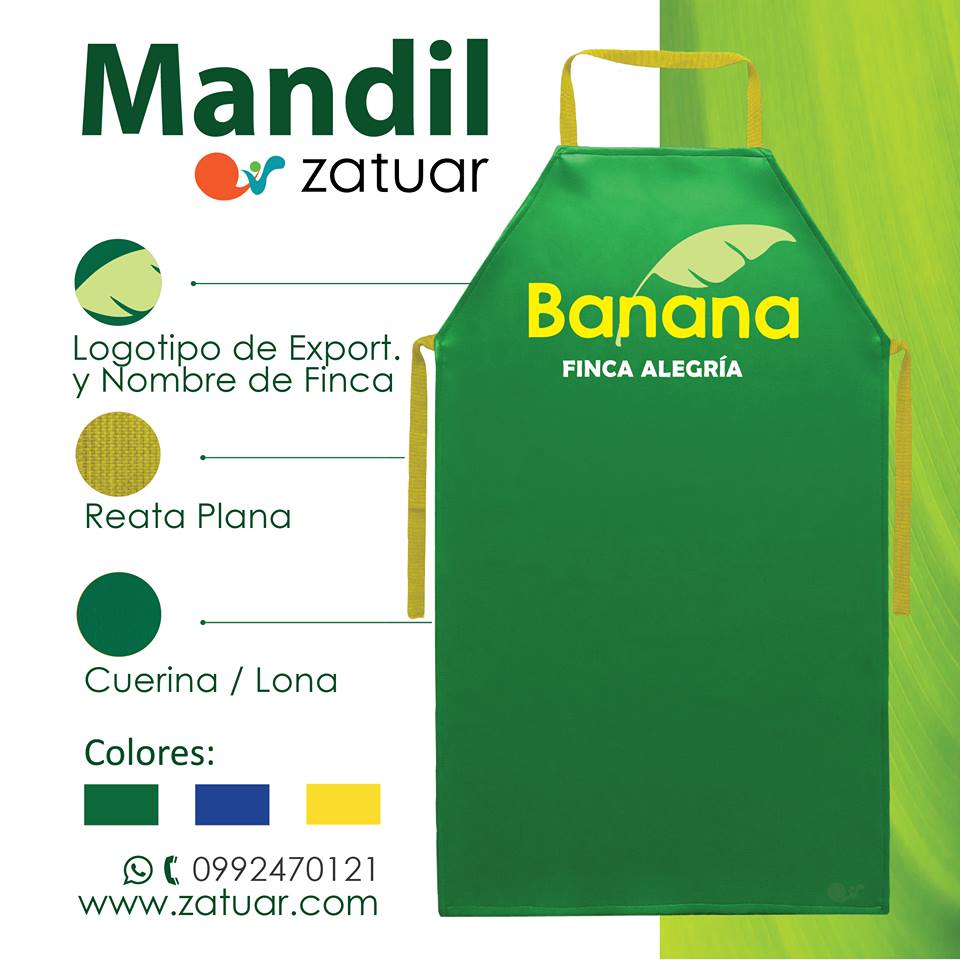 Mandil
zatuar
Banana
FINCA ALEGRÍA
Logotipo de Export.
y Nombre de Finca
Reata Plana
Cuerina / Lona
Colores:
0992470121
www.zatuar.com